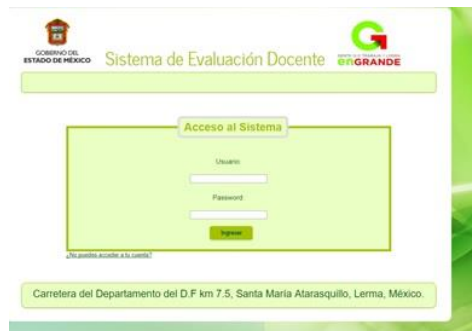 GOBIERNO DEL
ESTADO DE MÉXICO
Sistema de Evaluación Docente
enGRANDE
Acceso al Sistema
Usuario
Password
Ingresar
¿No puedes acceder a tu cuenta?
Carretera del Departamento del D.F km 7.5, Santa María Atarasquillo, Lerma, México.